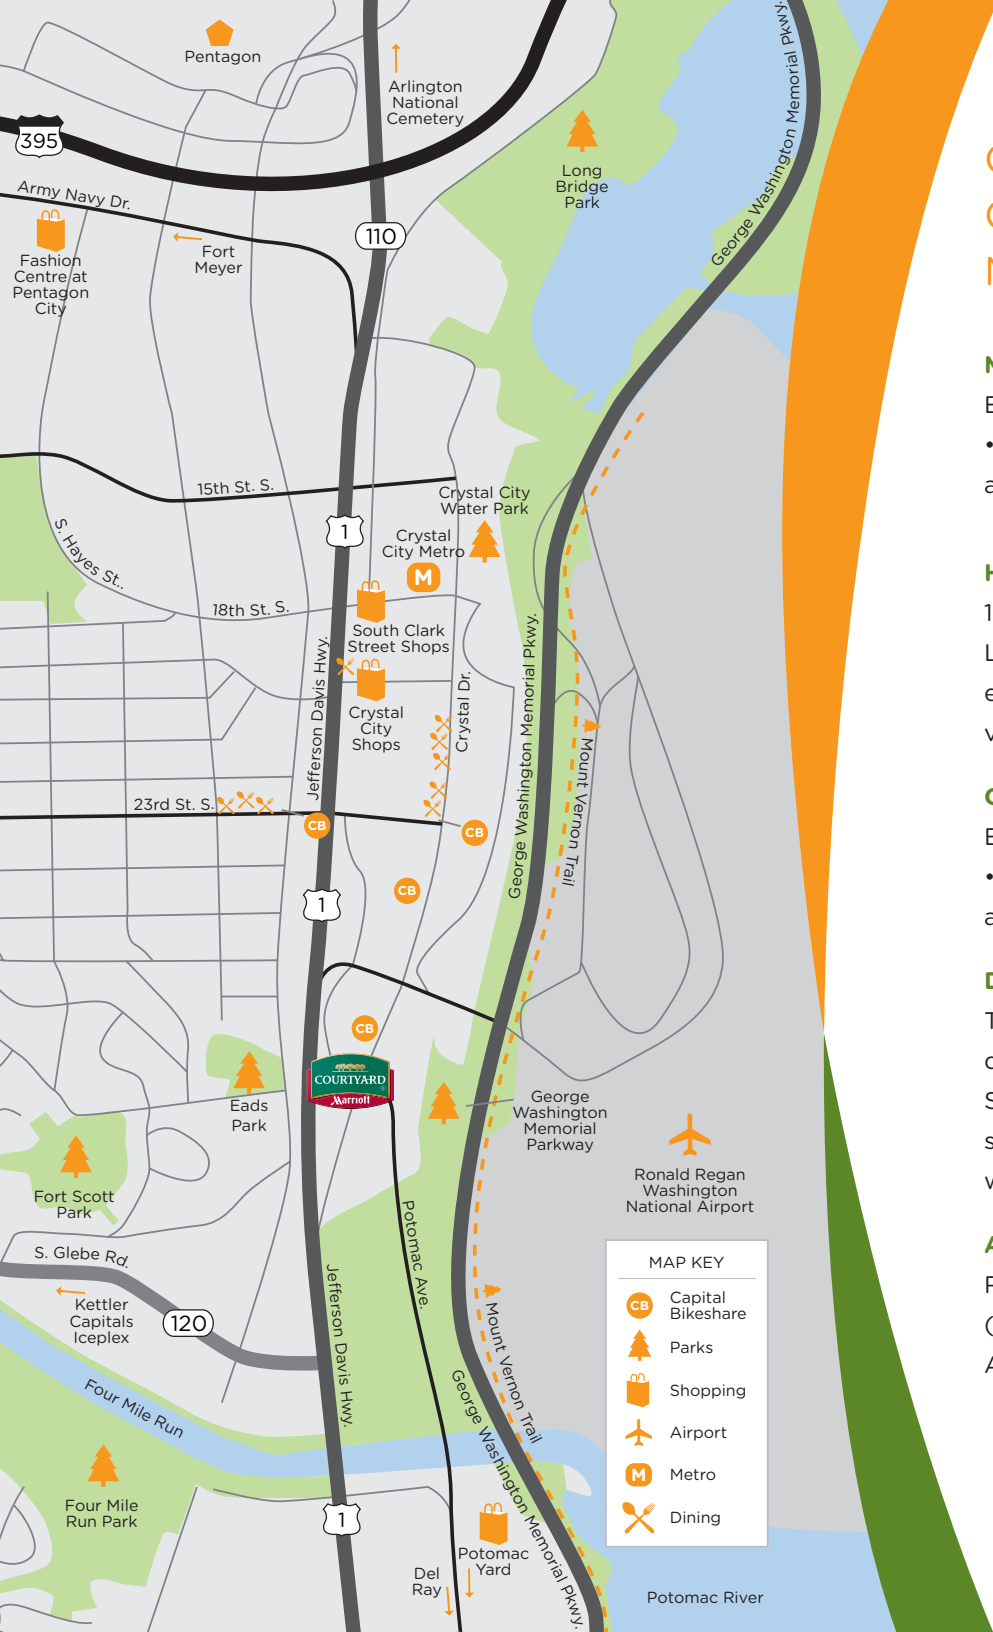 Pentagon
Arlington
National
Cemetery
395
Army Navy Dr.
Long
Bridge
Park
George Washington Memorial Pkwy.
110
Fort
Meyer
Fashion
Centre at
Pentagon
City
15th St. S.
Crystal City
Water Park
1
Crystal
City Metro
M
S. Hayes St..
18th St. S.
South Clark
Street Shops
Jefferson Davis Hwy.
Crystal
City
Shops
Crystal Dr.
George Washington Memorial Pkwy.
Mount Vernon Trail
23rd St. S.
CB
CB
CB
1
CB
COURTYARD
Marriott
Eads
Park
George
Washington
Memorial
Parkway
Fort Scott
Park
Ronald Regan
Washington
National Airport
Potomac Ave.
S. Glebe Rd.
Kettler
Capitals
Iceplex
120
Jefferson Davis Hwy.
Mount Vernon Trail
George Washington Memorial Pkwy.
Four Mile Run
Four Mile
Run Park
1
Potomac
Yard
Del
Ray
MAP KEY
CB Capital
Bikeshare
Parks
Shopping
Airport
M Metro
Dining
Potomac River